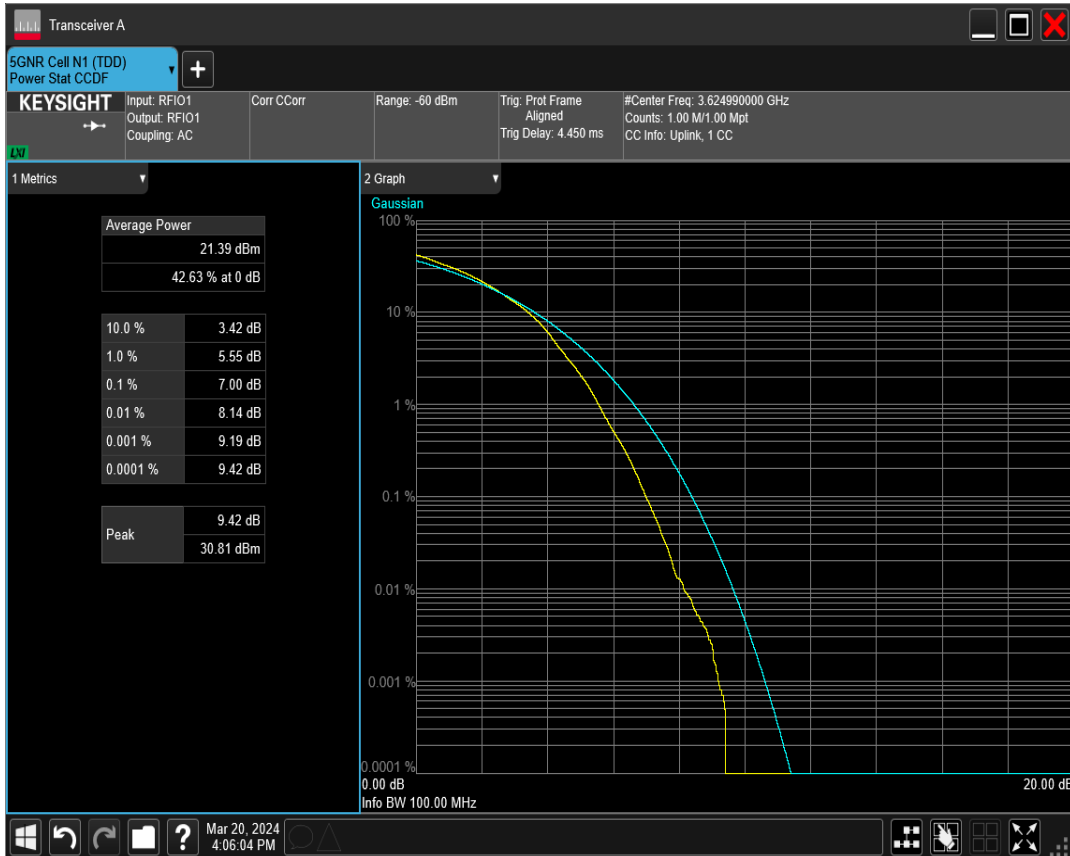 Transceiver A
5GNR Cell N1 (TDD)
Power Stat CCDF
+
KEYSIGHT
LXI
Input: RFIO1
Output: RFIO1
Coupling: AC
Corr CCorr
Range: -60 dBm
Trig: Prot Frame
Aligned
Trig Delay: 4.450 ms
#Center Freq: 3.624990000 GHz
Counts: 1.00 M/1.00 Mpt
CC Info: Uplink, 1 CC
1 Metrics
Average Power
21.39 dBm
42.63 % at 0 dB
10.0 % 3.42 dB
1.0 % 5.55 dB
0.1 % 7.00 dB
0.01 % 8.14 dB
0.001 % 9.19 dB
0.0001 % 9.42 dB
Peak
9.42 dB
30.81 dBm
2 Graph
Gaussian
100 %
10 %
1 %
0.1 %
0.01 %
0.001 %
0.0001 %
0.00 dB 20.00 dB
Info BW 100.00 MHz
?
Mar 20, 2024
4:06:04 PM